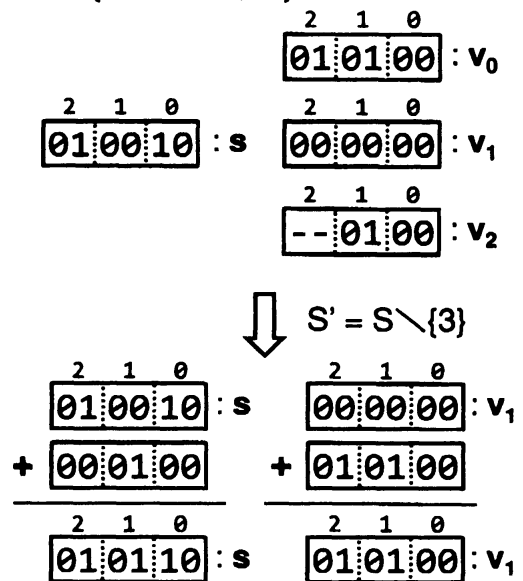 2 1 0
01 01 00 : v₀
2 1 0 2 1 0
01 00 10 : s 00 00 00 : v₁
2 1 0
-- 01 00 : v₂
S' = S∖{3}
2 1 0 2 1 0
01 00 10 : s 00 00 00 : v₁
+ 00 01 00 + 01 01 00
2 1 0 2 1 0
01 01 10 : s 01 01 00 : v₁